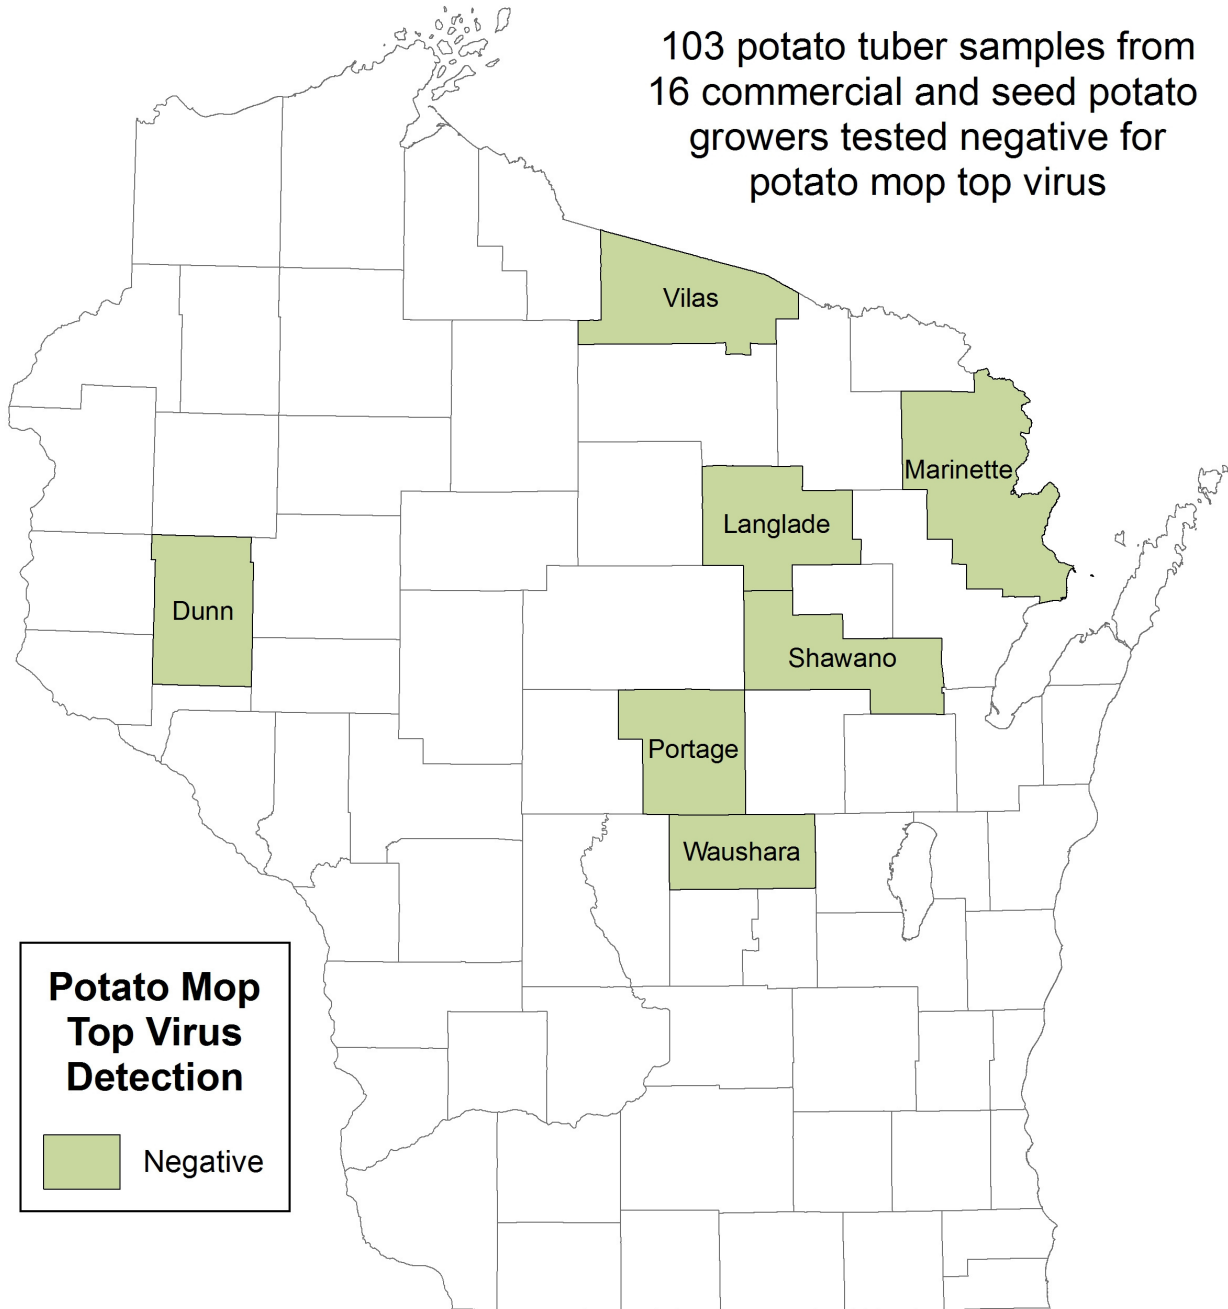 103 potato tuber samples from
16 commercial and seed potato
growers tested negative for
potato mop top virus
Vilas
Marinette
Langlade
Dunn
Shawano
Portage
Waushara
Potato Mop
Top Virus
Detection
Negative